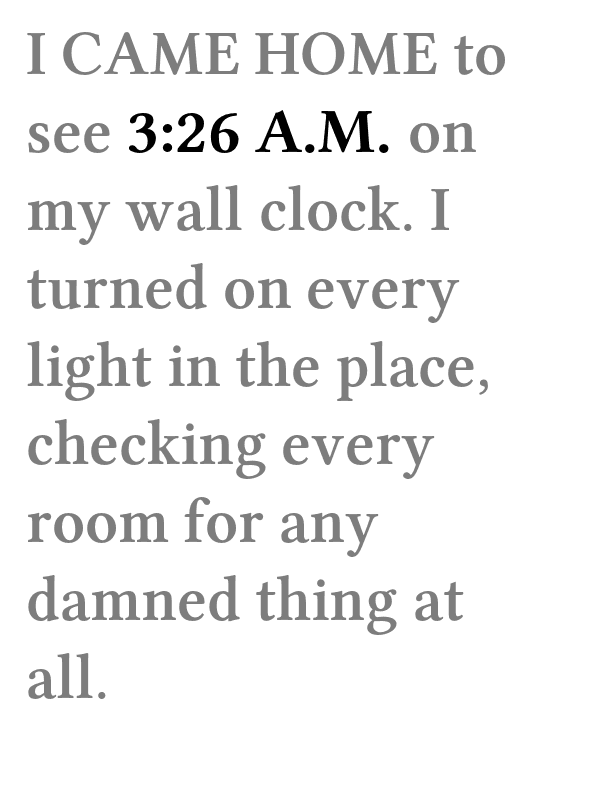 I CAME HOME to
see 3:26 A.M. on
my wall clock. I
turned on every
light in the place,
checking every
room for any
damned thing at
all.